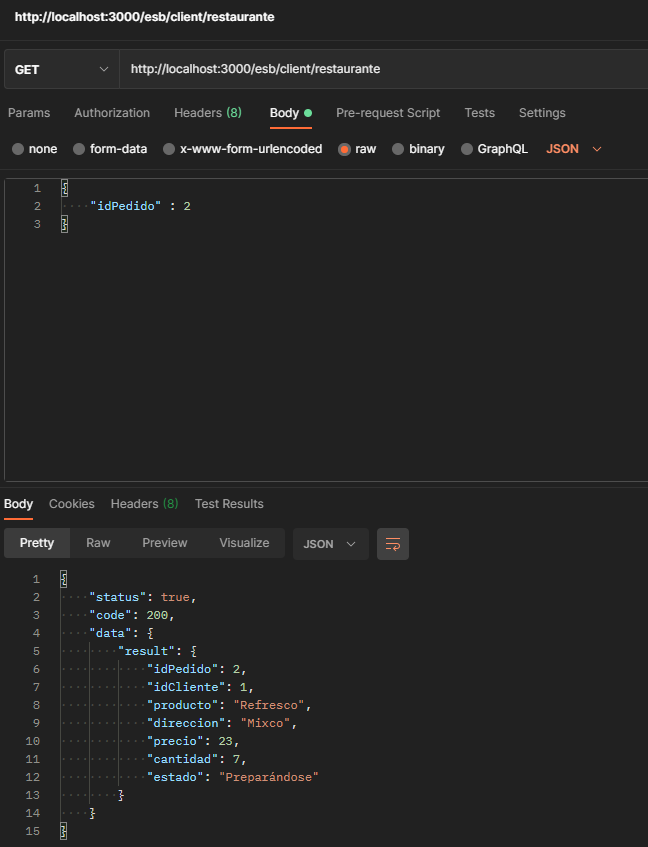 http://localhost:3000/esb/client/restaurante
GET http://localhost:3000/esb/client/restaurante
Params Authorization Headers (8) Body Pre-request Script Tests Settings
none form-data x-www-form-urlencoded raw binary GraphQL JSON
1 {
2 "idPedido" : 2
3 }
Body Cookies Headers (8) Test Results
Pretty Raw Preview Visualize JSON
1 {
2 "status": true,
3 "code": 200,
4 "data": {
5 "result": {
6 "idPedido": 2,
7 "idCliente": 1,
8 "producto": "Refresco",
9 "direccion": "Mixco",
10 "precio": 23,
11 "cantidad": 7,
12 "estado": "Preparándose"
13 }
14 }
15 }